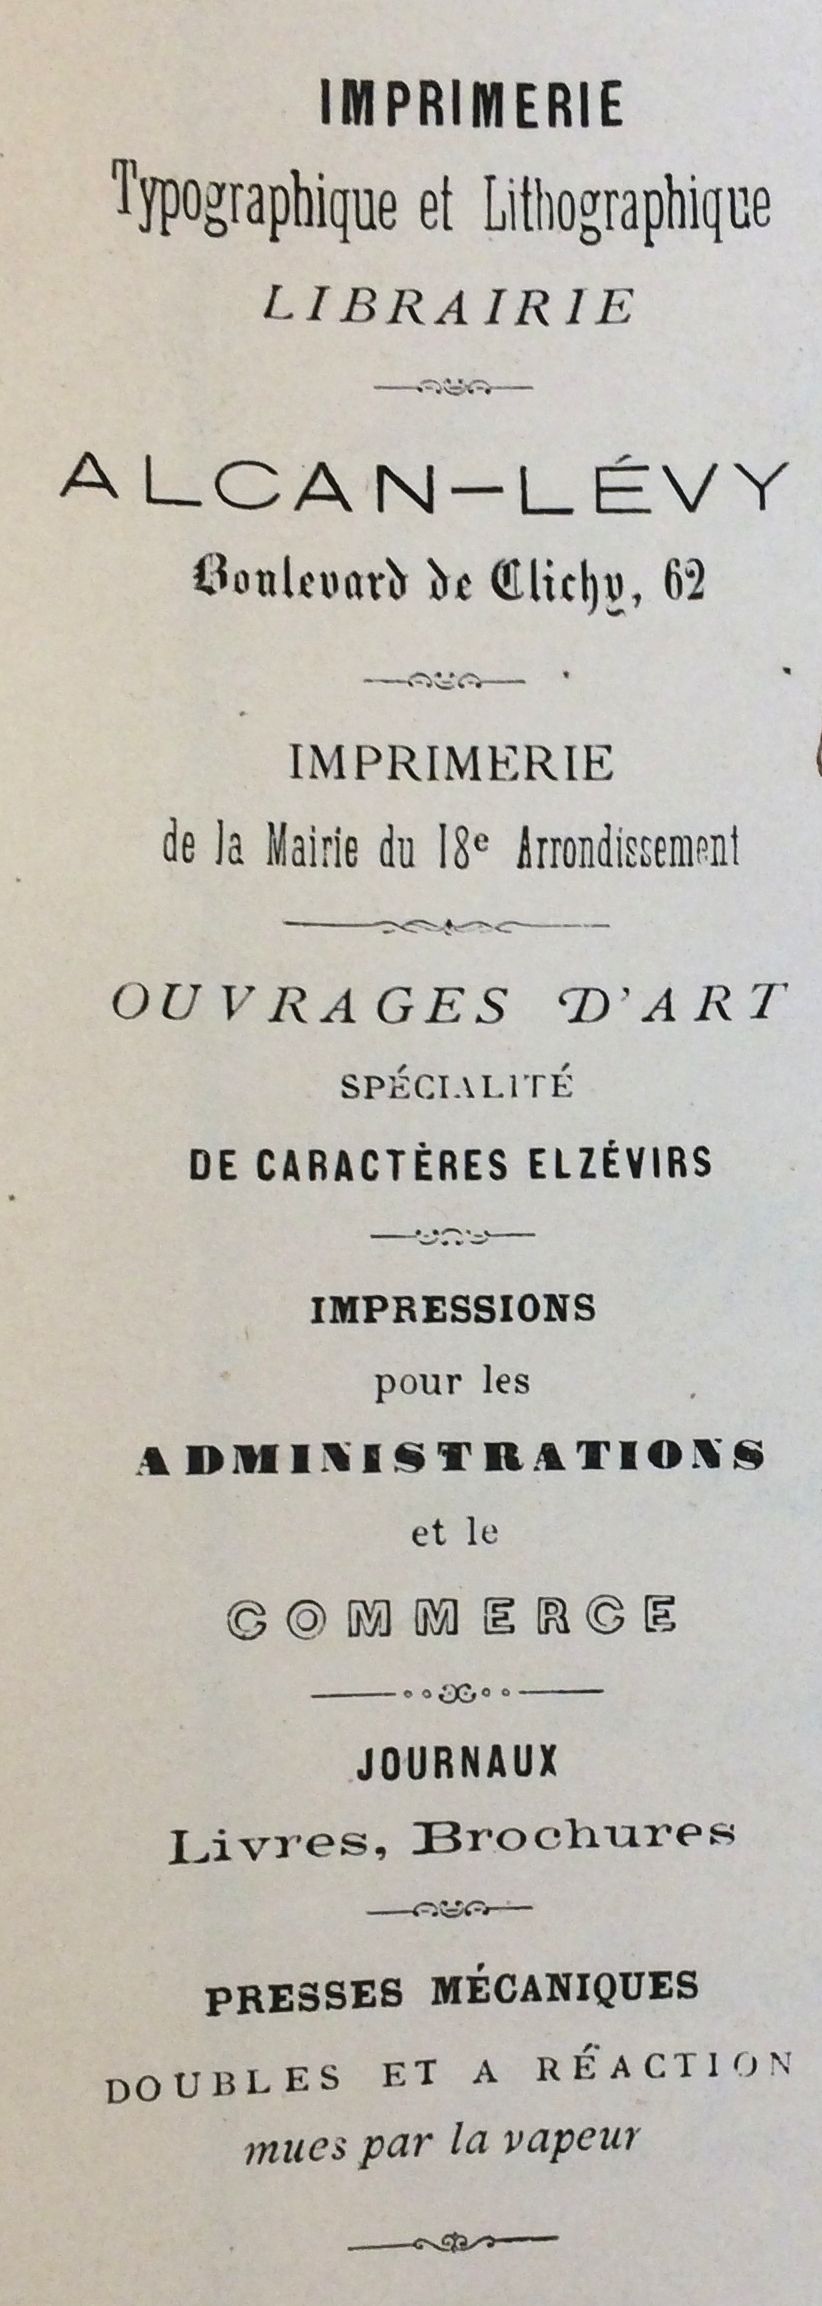 IMPRIMERIE
Typographique et Lithographique
LIBRAIRIE
ALCAN—LÉVY
Boulevard de Clichy, 62
IMPRIMERIE
de la Mairie du 18e Arrondissement
OUVRAGES D'ART
SPÉCIALITÉ
DE CARACTÈRES ELZÉVIRS
IMPRESSIONS
pour les
ADMINISTRATIONS
et le
COMMERCE
JOURNAUX
Livres, Brochures
PRESSES MÉCANIQUES
DOUBLES ET A RÉACTION
mues par la vapeur